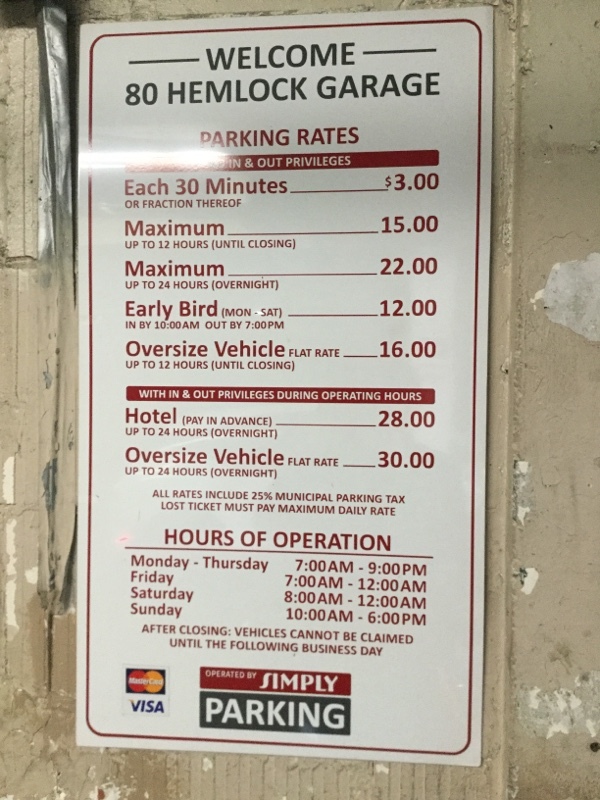 WELCOME
80 HEMLOCK GARAGE
PARKING RATES
IN & OUT PRIVILEGES
Each 30 Minutes $3.00
OR FRACTION THEREOF
Maximum 15.00
UP TO 12 HOURS (UNTIL CLOSING)
Maximum 22.00
UP TO 24 HOURS (OVERNIGHT)
Early Bird (MON - SAT) 12.00
IN BY 10:00AM OUT BY 7:00PM
Oversize Vehicle FLAT RATE 16.00
UP TO 12 HOURS (UNTIL CLOSING)
WITH IN & OUT PRIVILEGES DURING OPERATING HOURS
Hotel (PAY IN ADVANCE) 28.00
UP TO 24 HOURS (OVERNIGHT)
Oversize Vehicle FLAT RATE 30.00
UP TO 24 HOURS (OVERNIGHT)
ALL RATES INCLUDE 25% MUNICIPAL PARKING TAX
LOST TICKET MUST PAY MAXIMUM DAILY RATE
HOURS OF OPERATION
Monday - Thursday 7:00AM - 9:00PM
Friday 7:00AM - 12:00AM
Saturday 8:00AM - 12:00AM
Sunday 10:00AM - 6:00PM
AFTER CLOSING: VEHICLES CANNOT BE CLAIMED
UNTIL THE FOLLOWING BUSINESS DAY
MasterCard
VISA
OPERATED BY SIMPLY
PARKING